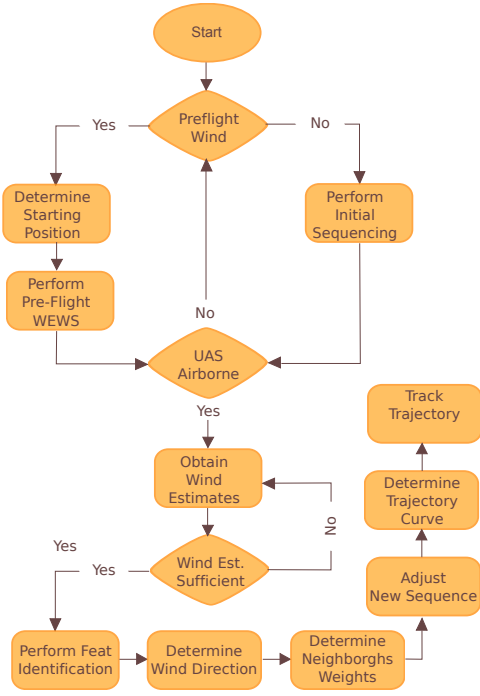 Start
Preflight
Wind
Yes
No
Determine
Starting
Position
Perform
Initial
Sequencing
Perform
Pre-Flight
WEWS
No
UAS
Airborne
Yes
Track
Trajectory
Obtain
Wind
Estimates
Determine
Trajectory
Curve
No
Yes
Yes
Wind Est.
Sufficient
Adjust
New Sequence
Perform Feat
Identification
Determine
Wind Direction
Determine
Neighborghs
Weights